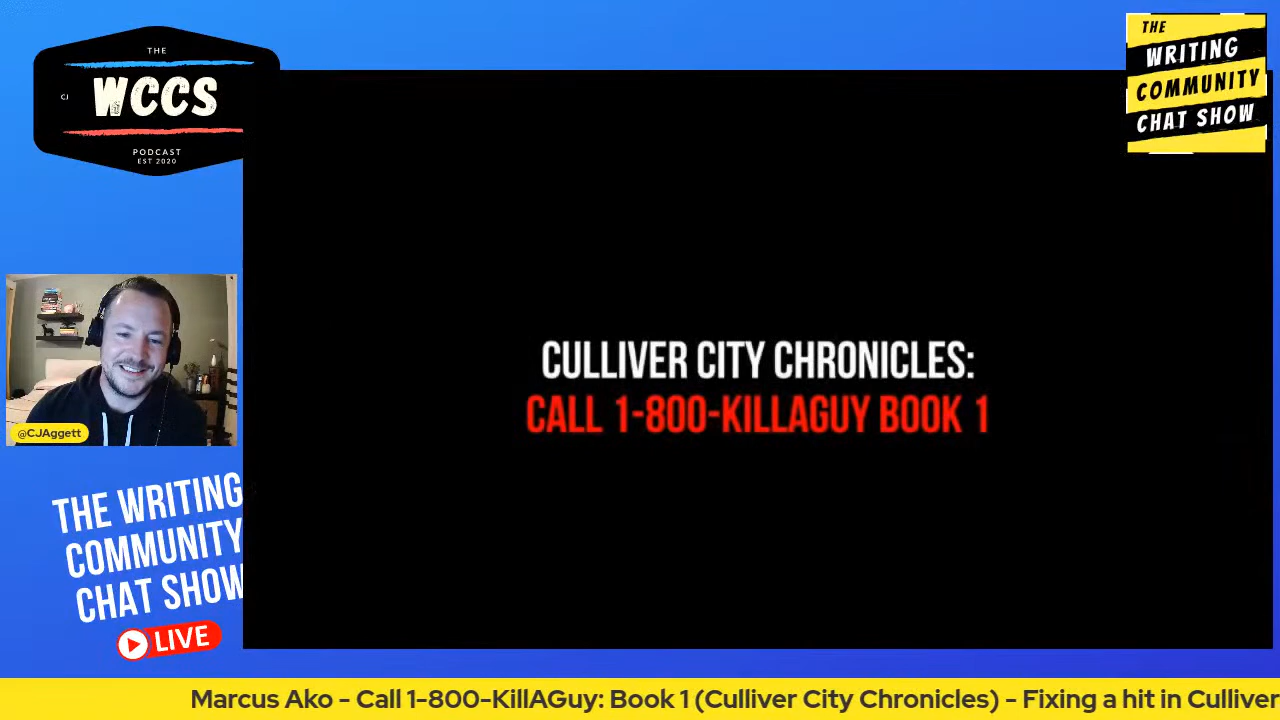 THE
WCCS
CJ
PODCAST
EST 2020
THE
WRITING
COMMUNITY
CHAT SHOW
CULLIVER CITY CHRONICLES:
CALL 1-800-KILLAGUY BOOK 1
@CJAggett
THE WRITING
COMMUNITY
CHAT SHOW
LIVE
Marcus Ako - Call 1-800-KillAGuy: Book 1 (Culliver City Chronicles) - Fixing a hit in Culliver